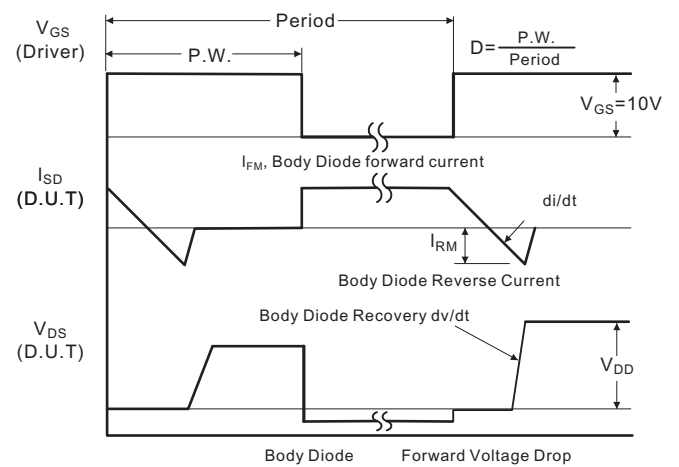 Period
V_GS
(Driver)
P.W.
D= P.W. / Period
V_GS=10V
I_FM, Body Diode forward current
I_SD
(D.U.T)
di/dt
I_RM
Body Diode Reverse Current
Body Diode Recovery dv/dt
V_DS
(D.U.T)
V_DD
Body Diode Forward Voltage Drop